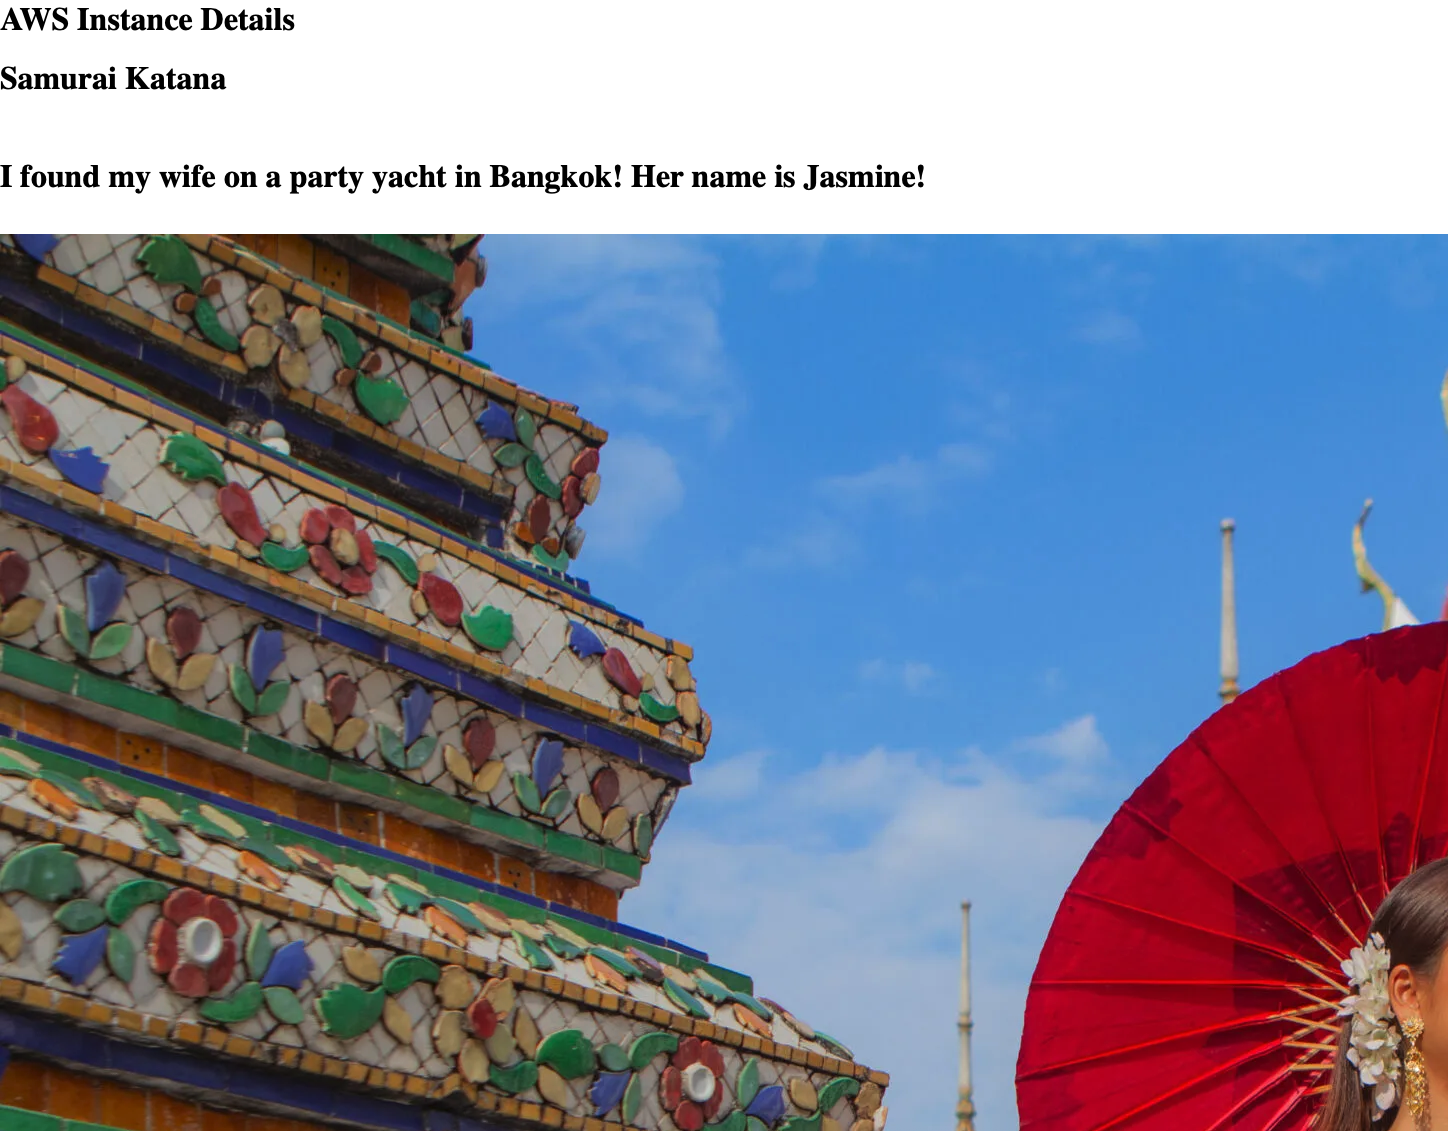 AWS Instance Details
Samurai Katana
I found my wife on a party yacht in Bangkok! Her name is Jasmine!